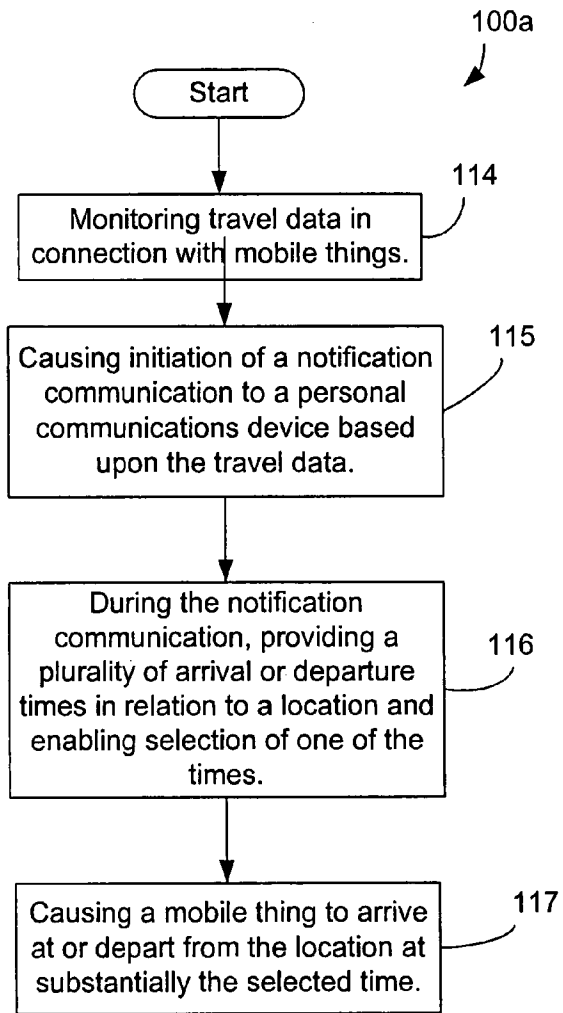 100a
Start
114
Monitoring travel data in
connection with mobile things.
115
Causing initiation of a notification
communication to a personal
communications device based
upon the travel data.
116
During the notification
communication, providing a
plurality of arrival or departure
times in relation to a location and
enabling selection of one of the
times.
117
Causing a mobile thing to arrive
at or depart from the location at
substantially the selected time.